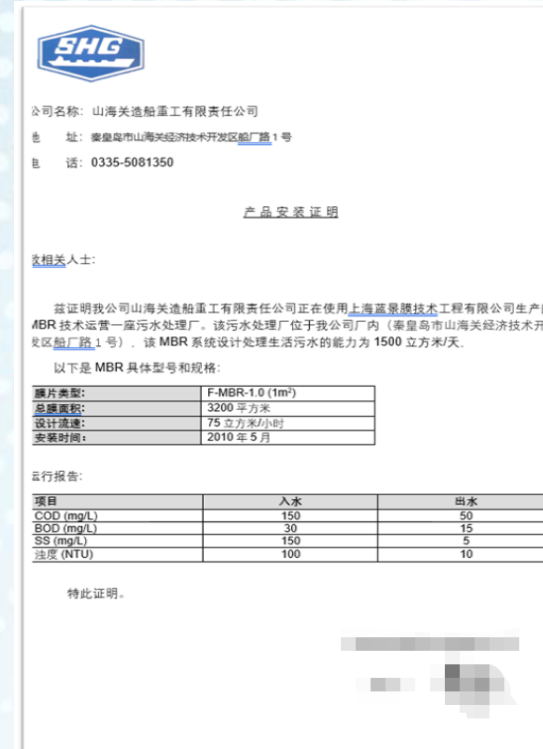 SHG
公司名称：山海关造船重工有限责任公司
址：秦皇岛市山海关经济技术开发区船厂路1号
话：0335-5081350
产品安装证明
相关人士:
兹证明我公司山海关造船重工有限责任公司正在使用上海蓝景膜技术工程有限公司生产
MBR 技术运营一座污水处理厂。该污水处理厂位于我公司厂内（秦皇岛市山海关经济技术开
发区船厂路1号）．该 MBR 系统设计处理生活污水的能力为 1500 立方米/天．
以下是 MBR 具体型号和规格:
膜片类型: F-MBR-1.0 (1m²)
总膜面积: 3200 平方米
设计流速: 75 立方米/小时
安装时间: 2010 年 5 月
运行报告:
项目 入水 出水
COD (mg/L) 150 50
BOD (mg/L) 30 15
SS (mg/L) 150 5
浊度 (NTU) 100 10
特此证明。